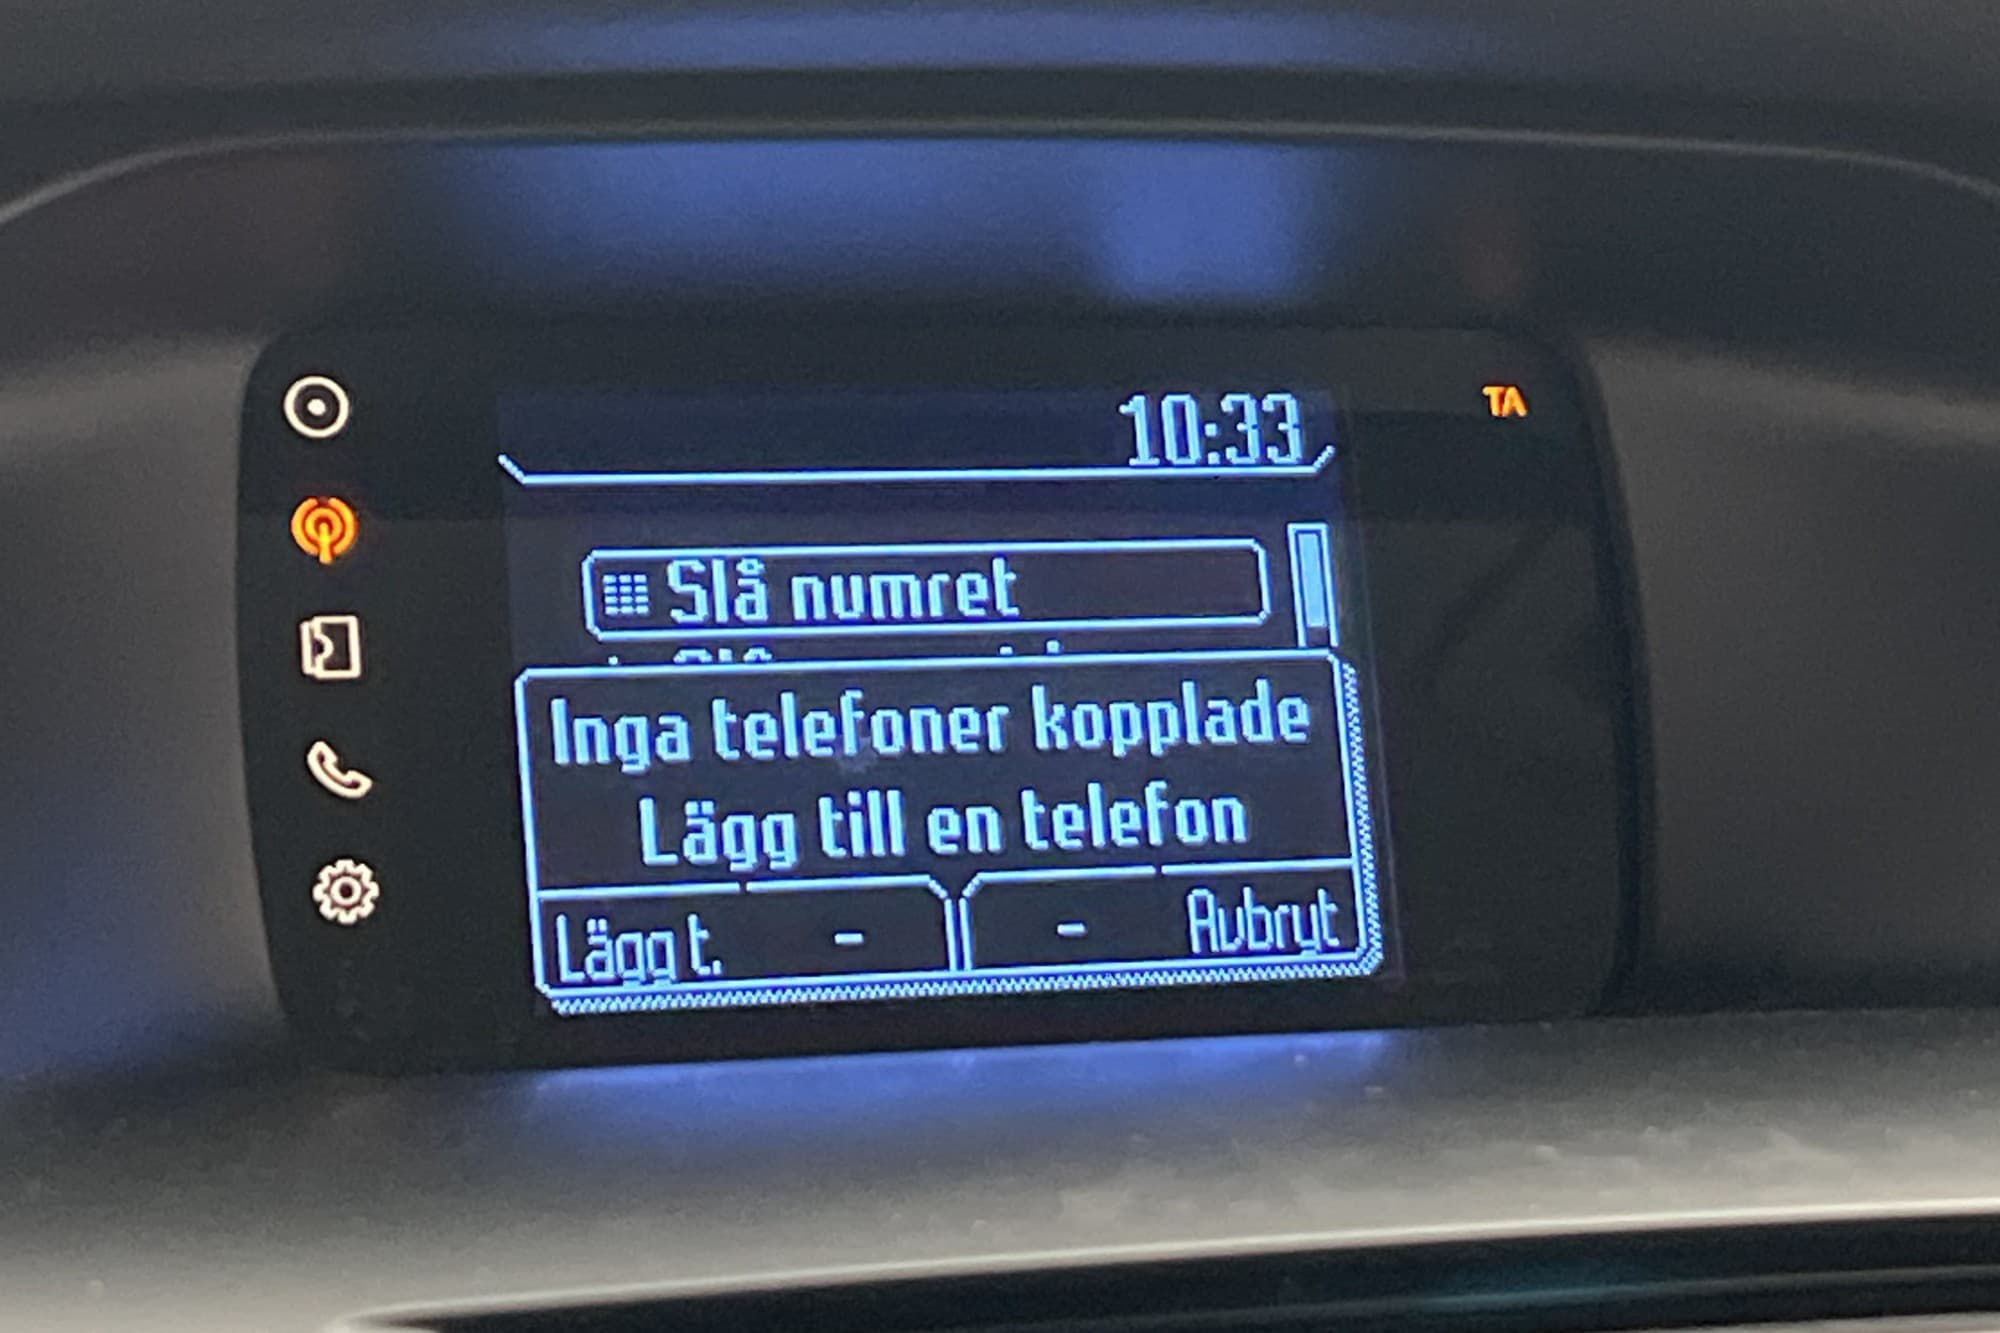 10:33
TA
Slå numret
Inga telefoner kopplade
Lägg till en telefon
Lägg t. - - Avbryt